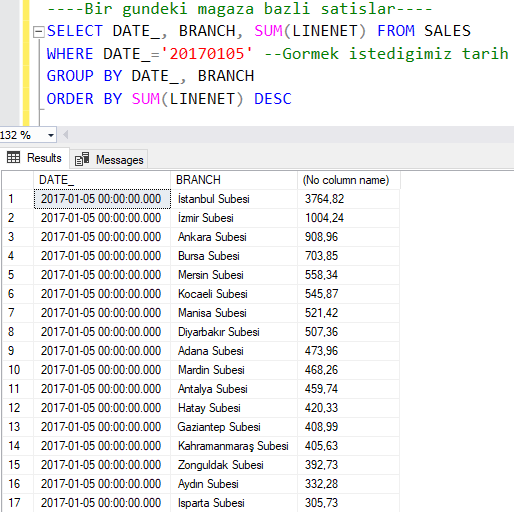 ----Bir gundeki magaza bazli satislar----
SELECT DATE_, BRANCH, SUM(LINENET) FROM SALES
WHERE DATE_='20170105' --Gormek istedigimiz tarih
GROUP BY DATE_, BRANCH
ORDER BY SUM(LINENET) DESC
132 %
Results Messages
DATE_ BRANCH (No column name)
1 2017-01-05 00:00:00.000 İstanbul Subesi 3764,82
2 2017-01-05 00:00:00.000 İzmir Subesi 1004,24
3 2017-01-05 00:00:00.000 Ankara Subesi 908,96
4 2017-01-05 00:00:00.000 Bursa Subesi 703,85
5 2017-01-05 00:00:00.000 Mersin Subesi 558,34
6 2017-01-05 00:00:00.000 Kocaeli Subesi 545,87
7 2017-01-05 00:00:00.000 Manisa Subesi 521,42
8 2017-01-05 00:00:00.000 Diyarbakır Subesi 507,36
9 2017-01-05 00:00:00.000 Adana Subesi 473,96
10 2017-01-05 00:00:00.000 Mardin Subesi 468,26
11 2017-01-05 00:00:00.000 Antalya Subesi 459,74
12 2017-01-05 00:00:00.000 Hatay Subesi 420,33
13 2017-01-05 00:00:00.000 Gaziantep Subesi 408,99
14 2017-01-05 00:00:00.000 Kahramanmaraş Subesi 405,63
15 2017-01-05 00:00:00.000 Zonguldak Subesi 392,73
16 2017-01-05 00:00:00.000 Aydın Subesi 332,28
17 2017-01-05 00:00:00.000 Isparta Subesi 305,73